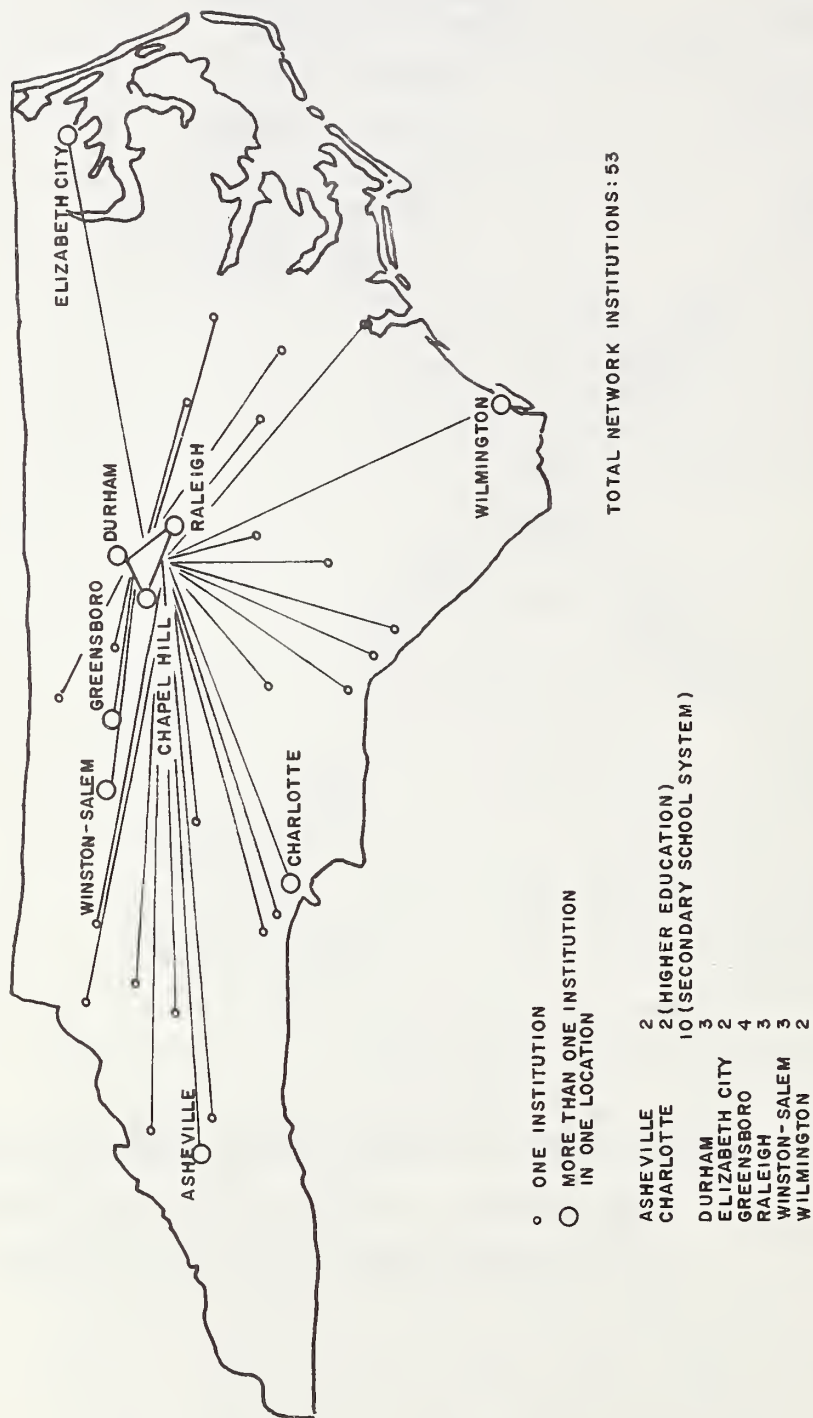 ELIZABETH CITY
DURHAM
RALEIGH
GREENSBORO
CHAPEL HILL
WINSTON-SALEM
CHARLOTTE
ASHEVILLE
WILMINGTON
o ONE INSTITUTION
O MORE THAN ONE INSTITUTION
IN ONE LOCATION
ASHEVILLE 2
CHARLOTTE 2 (HIGHER EDUCATION)
10 (SECONDARY SCHOOL SYSTEM)
DURHAM 3
ELIZABETH CITY 2
GREENSBORO 4
RALEIGH 3
WINSTON-SALEM 3
WILMINGTON 2
TOTAL NETWORK INSTITUTIONS: 53